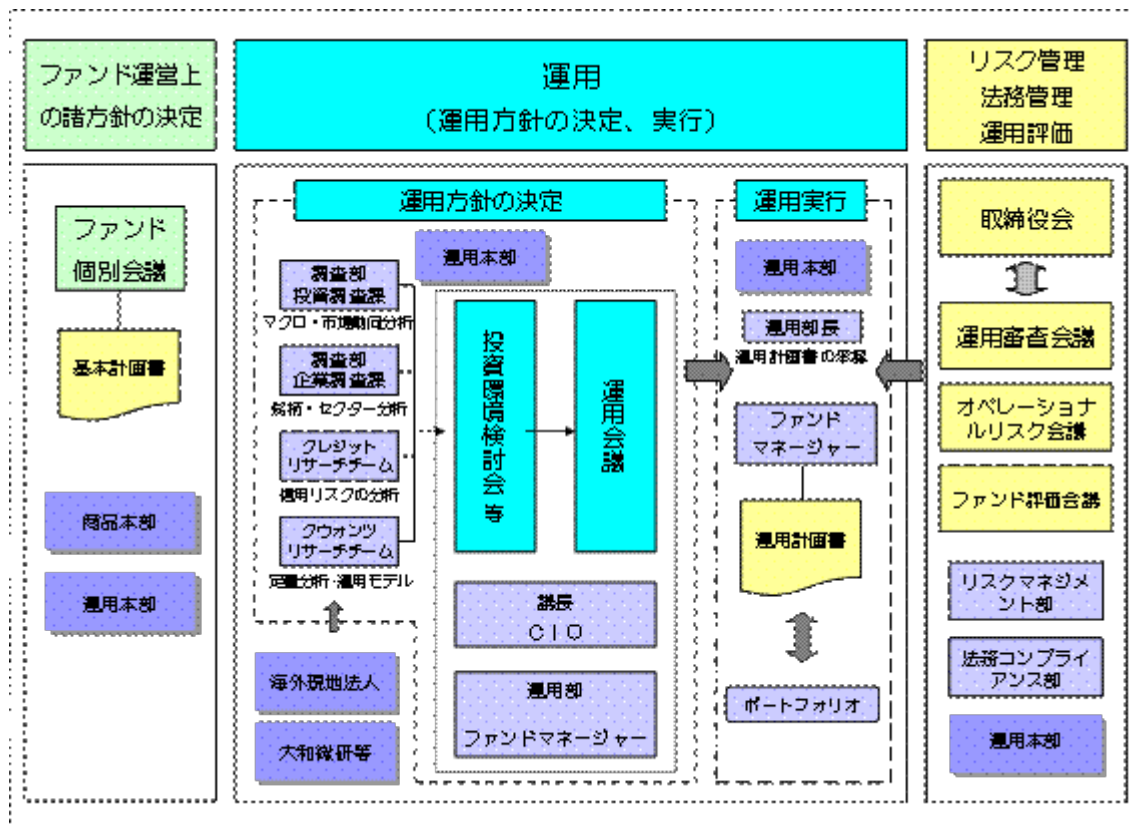 ファンド運営上
の諸方針の決定
ファンド
個別会議
基本計画書
商品本部
運用本部
運用
(運用方針の決定、実行)
運用方針の決定
運用本部
調査部
投資調査課
マクロ・市場動向分析
調査部
企業調査課
銘柄・セクター分析
クレジット
リサーチチーム
信用リスクの分析
クウォンツ
リサーチチーム
定量分析・運用モデル
海外現地法人
大和総研等
投資環境検討会等
運用会議
議長
CIO
運用部
ファンドマネージャー
運用実行
運用本部
運用部長
運用計画書の承認
ファンド
マネージャー
運用計画書
ポートフォリオ
リスク管理
法務管理
運用評価
取締役会
運用審査会議
オペレーショナ
ルリスク会議
ファンド評価会議
リスクマネジメ
ント部
法務コンプライ
アンス部
運用本部